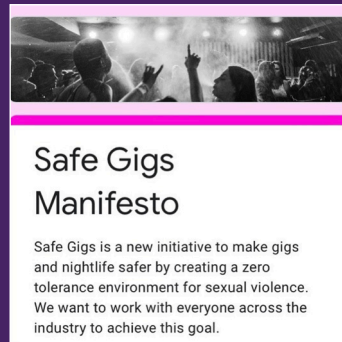 Safe Gigs
Manifesto
Safe Gigs is a new initiative to make gigs
and nightlife safer by creating a zero
tolerance environment for sexual violence.
We want to work with everyone across the
industry to achieve this goal.